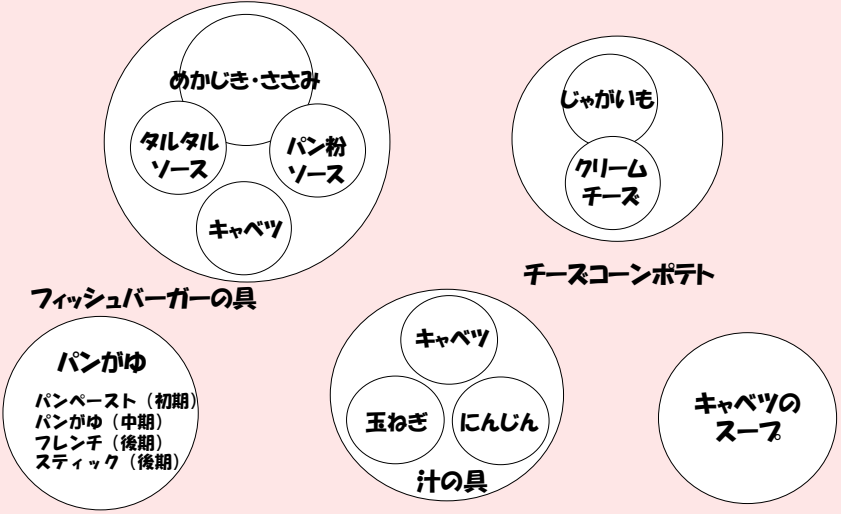 めかじき・ささみ
タルタル
ソース
パン粉
ソース
キャベツ
フィッシュバーガーの具
じゃがいも
クリーム
チーズ
チーズコーンポテト
パンがゆ
パンペースト（初期）
パンがゆ（中期）
フレンチ（後期）
スティック（後期）
キャベツ
玉ねぎ
にんじん
汁の具
キャベツの
スープ